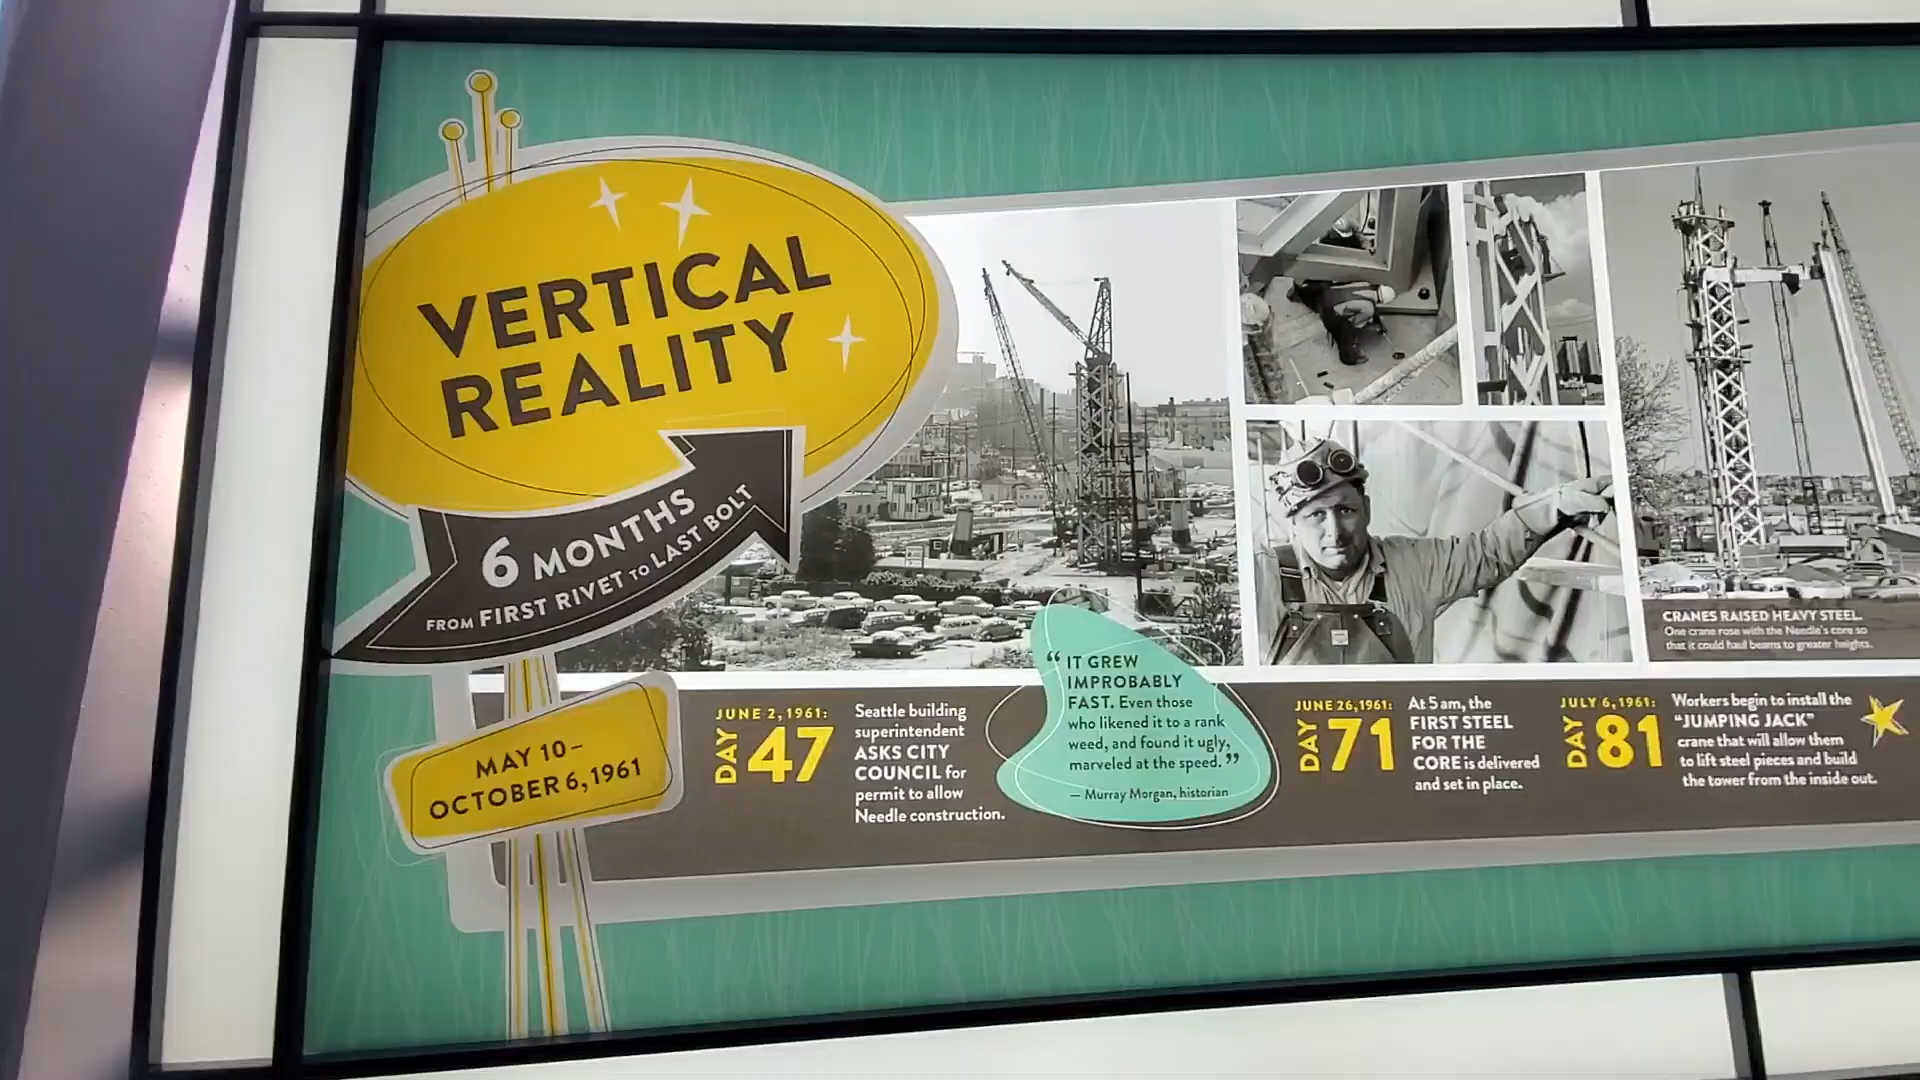 VERTICAL
REALITY
6 MONTHS
FROM FIRST RIVET TO LAST BOLT
MAY 10–
OCTOBER 6, 1961
JUNE 2, 1961:
DAY 47
Seattle building
superintendent
ASKS CITY
COUNCIL for
permit to allow
Needle construction.
“IT GREW
IMPROBABLY
FAST. Even those
who likened it to a rank
weed, and found it ugly,
marveled at the speed.”
— Murray Morgan, historian
JUNE 26, 1961:
DAY 71
At 5 am, the
FIRST STEEL
FOR THE
CORE is delivered
and set in place.
CRANES RAISED HEAVY STEEL.
One crane rose with the Needle's core so
that it could haul beams to greater heights.
JULY 6, 1961:
DAY 81
Workers begin to install the
“JUMPING JACK”
crane that will allow them
to lift steel pieces and build
the tower from the inside out.